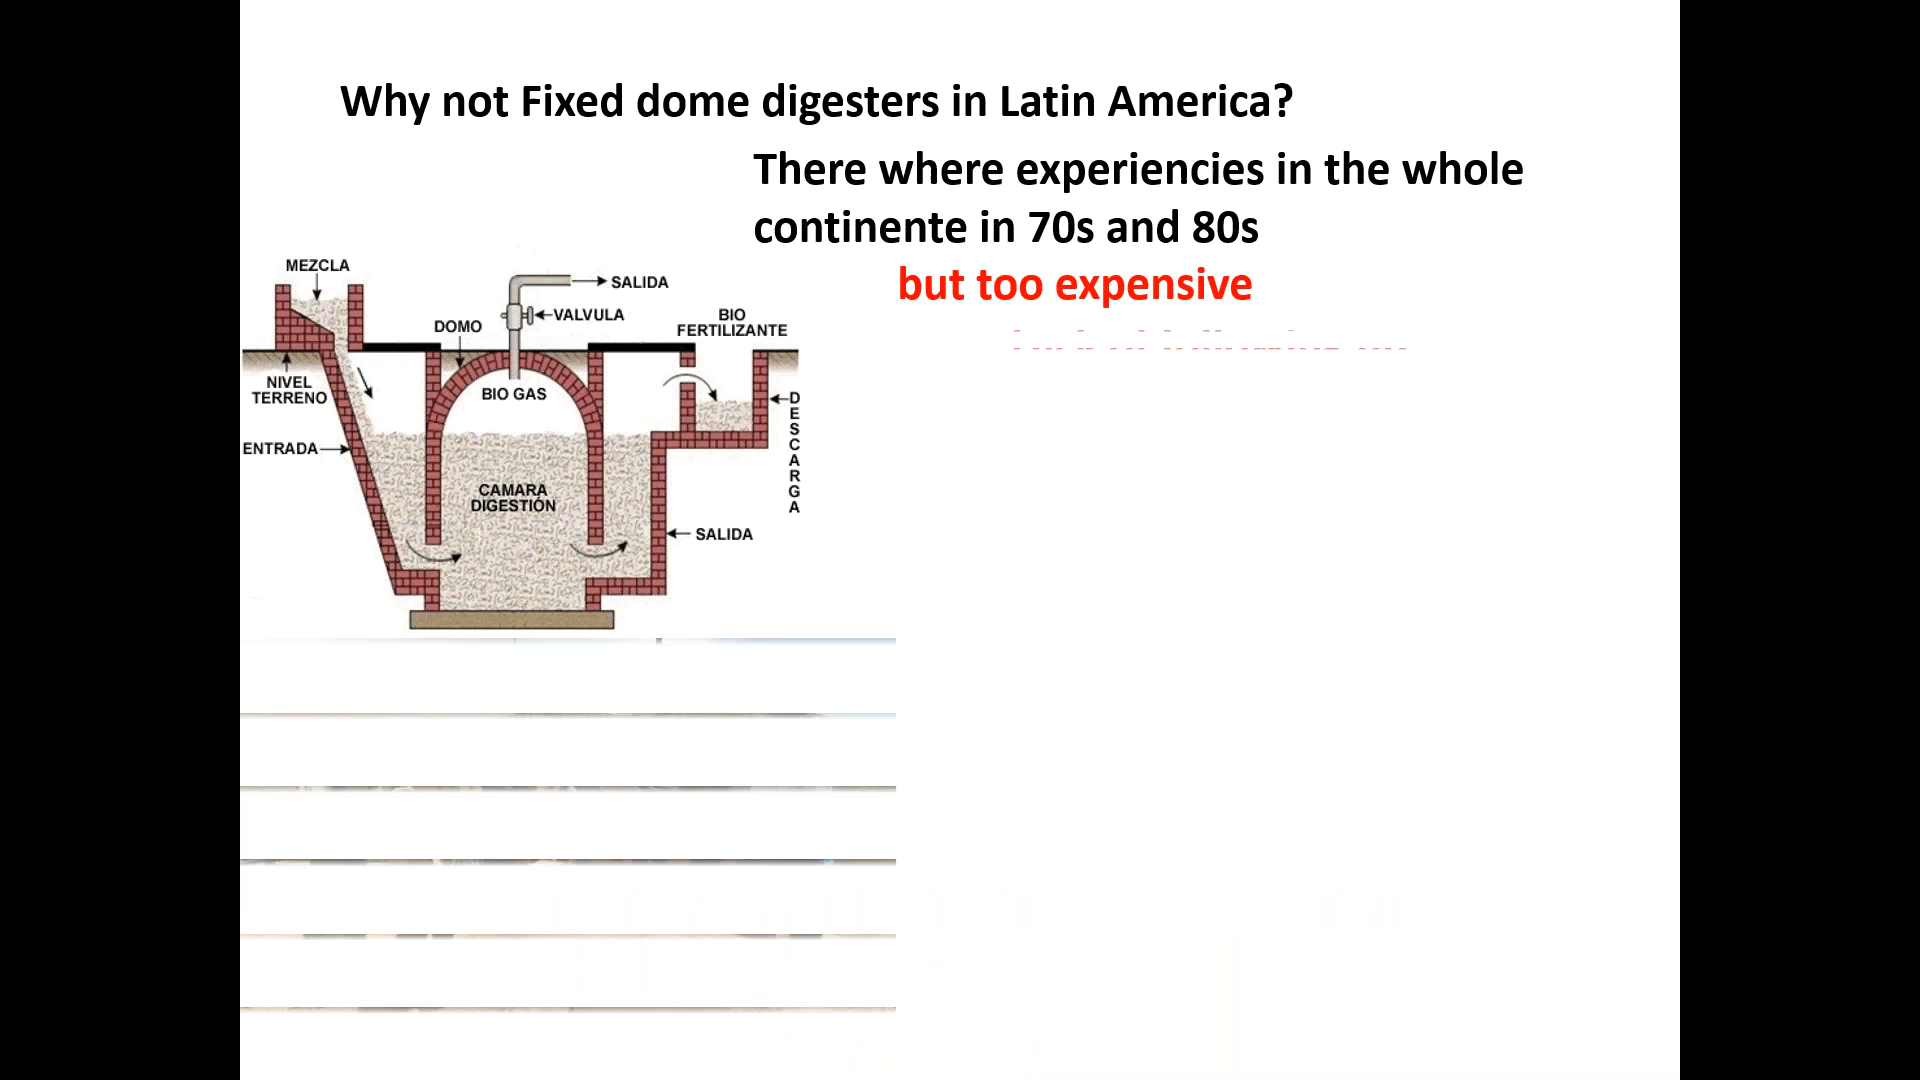 Why not Fixed dome digesters in Latin America?
There where experiencies in the whole
continente in 70s and 80s
but too expensive
MEZCLA
SALIDA
VALVULA
DOMO
BIO
FERTILIZANTE
NIVEL
TERRENO
BIO GAS
DESCARGA
ENTRADA
CAMARA
DIGESTIÓN
SALIDA